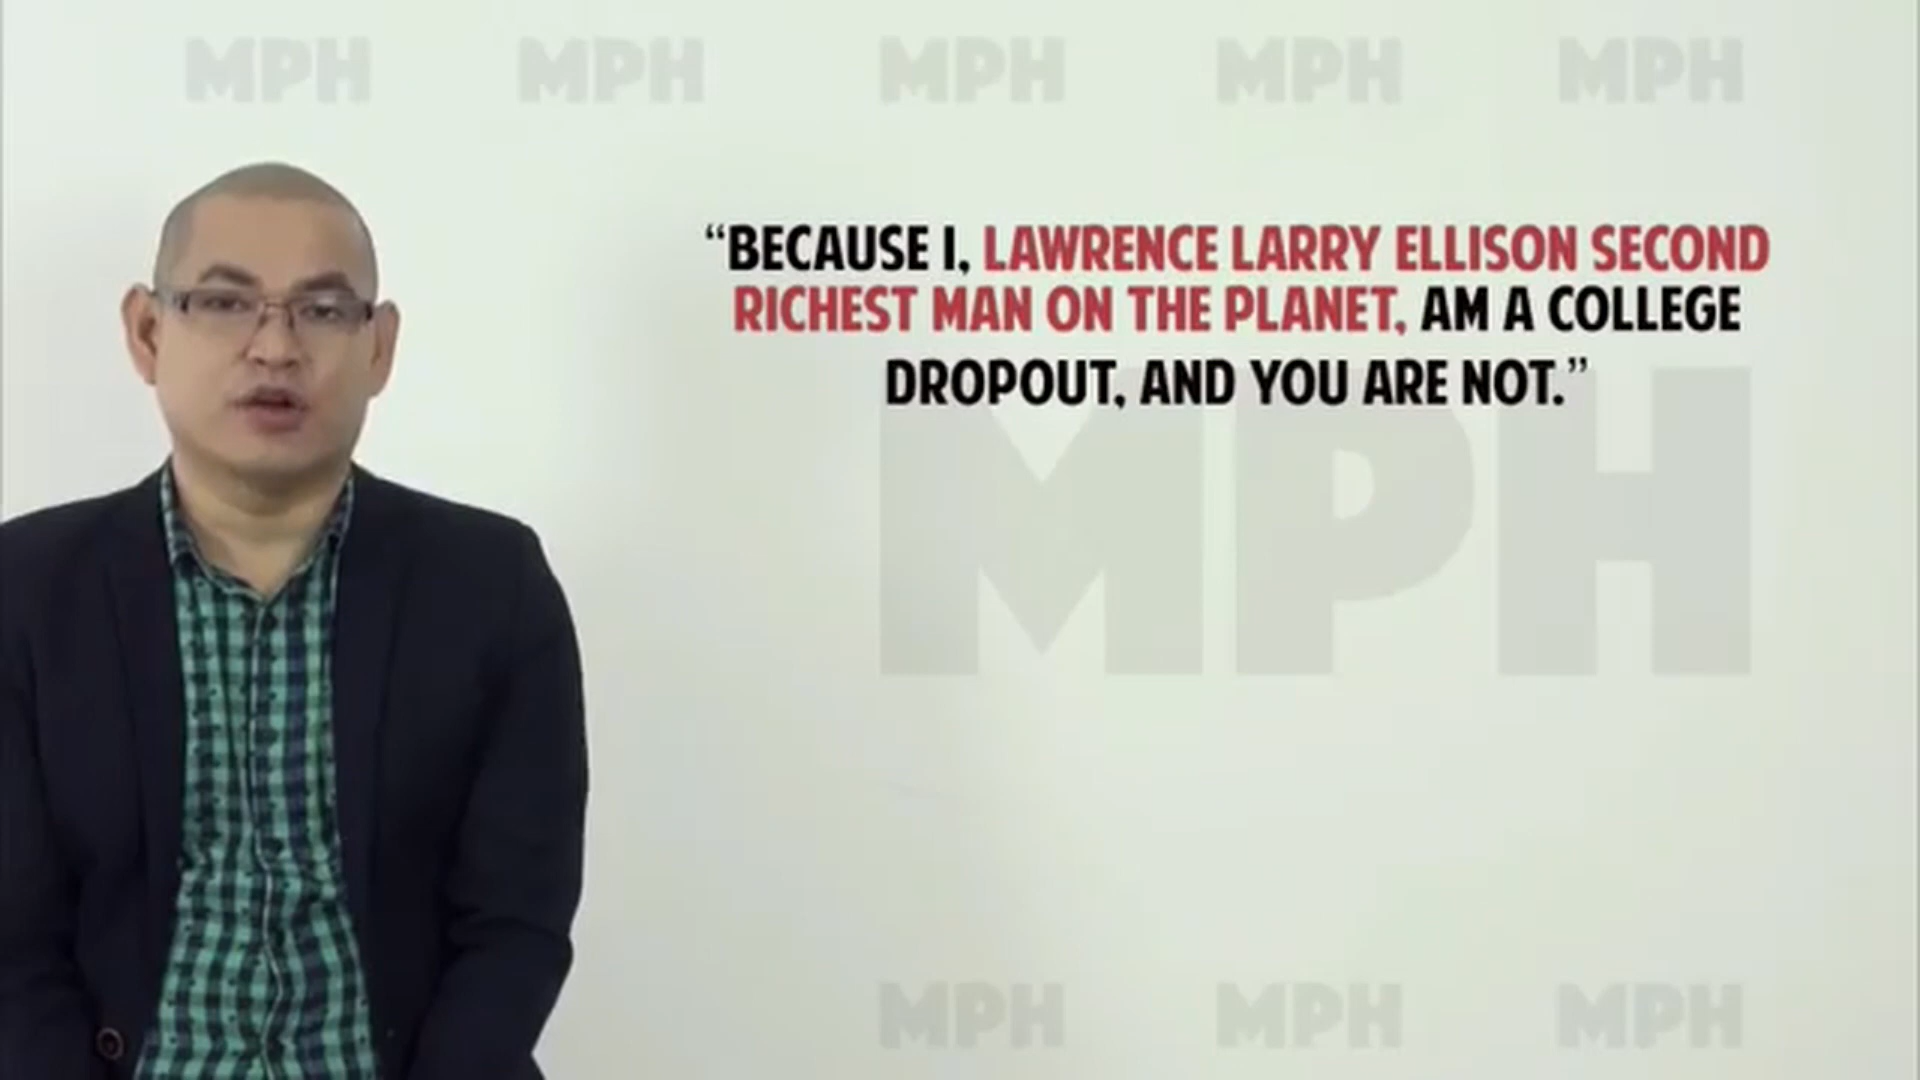 MPH MPH MPH MPH MPH
“BECAUSE I, LAWRENCE LARRY ELLISON SECOND
RICHEST MAN ON THE PLANET, AM A COLLEGE
DROPOUT, AND YOU ARE NOT.”
MPH
MPH MPH MPH